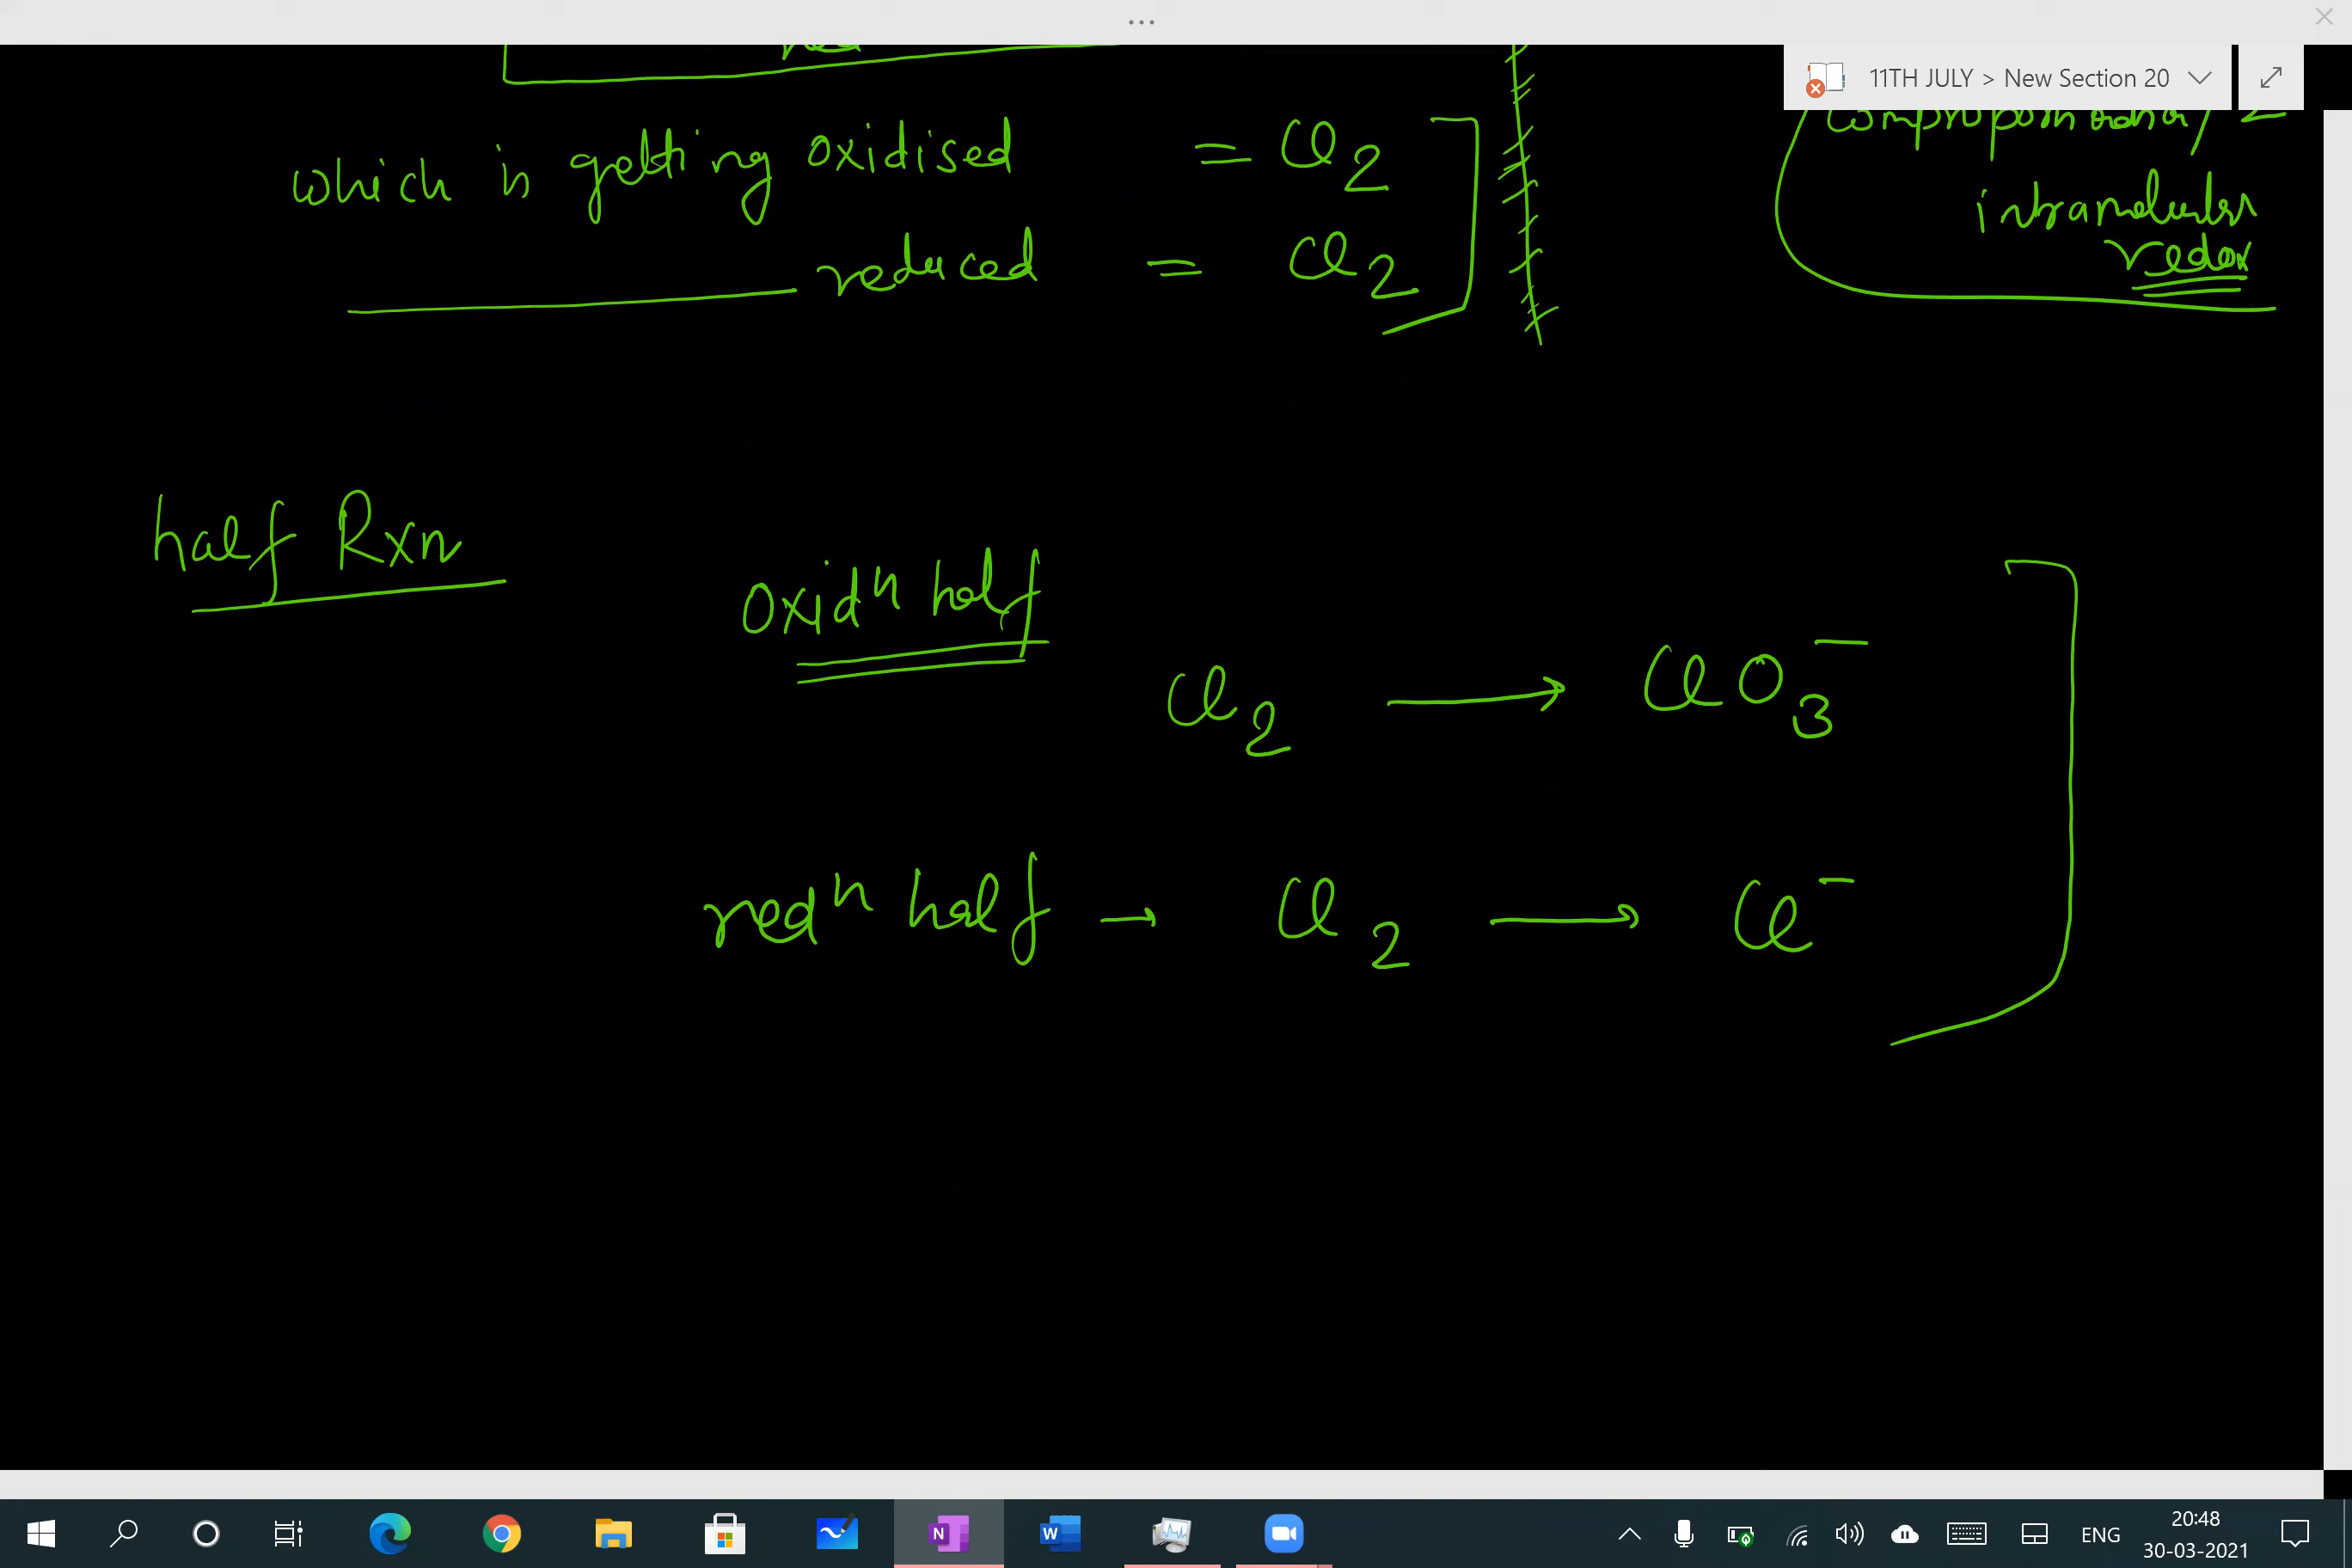 11TH JULY > New Section 20
which is getting oxidised = Cl2
reduced = Cl2
intramolecular
redox
half Rxn
oxidⁿ half
Cl2 ⟶ ClO3⁻
redⁿ half → Cl2 ⟶ Cl⁻
ENG
20:48
30-03-2021